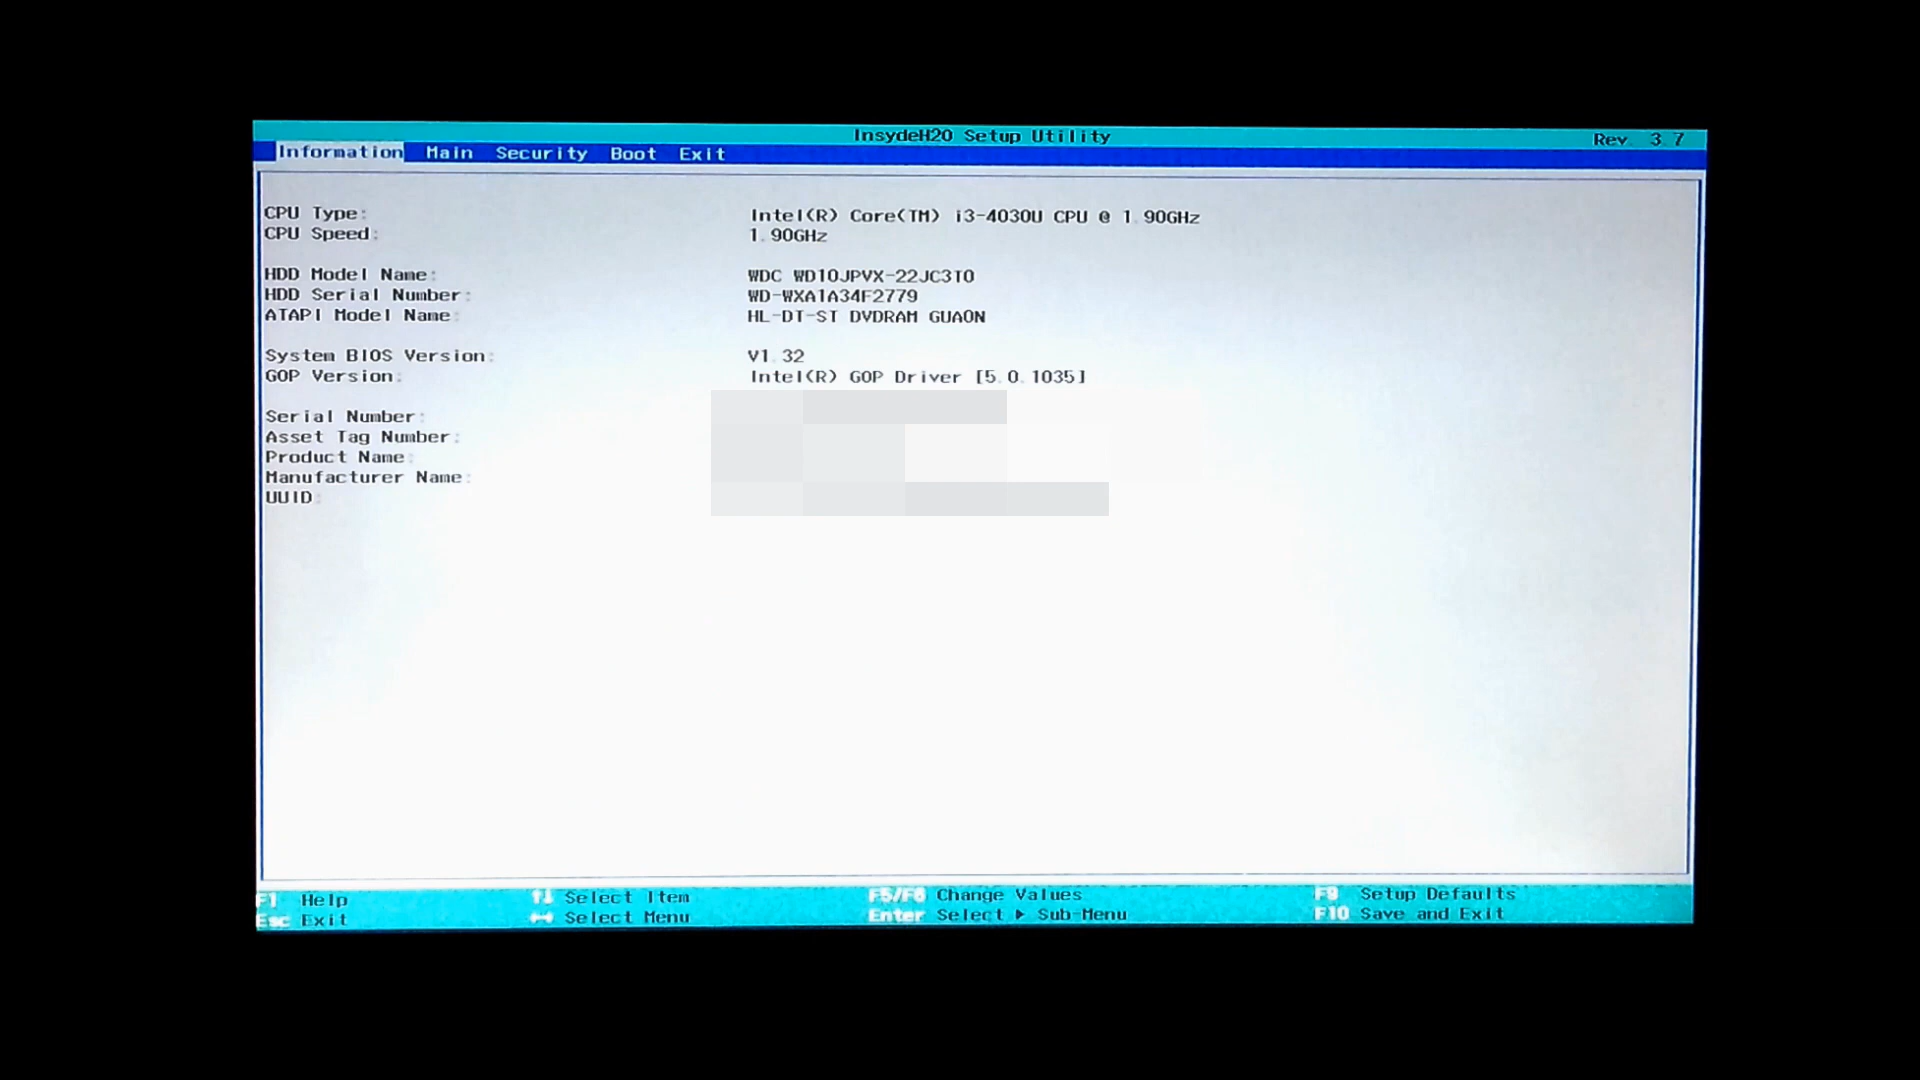 InsydeH20 Setup Utility Rev. 3.7
Information Main Security Boot Exit
CPU Type: Intel(R) Core(TM) i3-4030U CPU @ 1.90GHz
CPU Speed: 1.90GHz
HDD Model Name: WDC WD10JPVX-22JC3T0
HDD Serial Number: WD-WXA1A34F2779
ATAPI Model Name: HL-DT-ST DVDRAM GUA0N
System BIOS Version: V1.32
GOP Version: Intel(R) GOP Driver [5.0.1035]
Serial Number:
Asset Tag Number:
Product Name:
Manufacturer Name:
UUID:
F1 Help ↑↓ Select Item F5/F6 Change Values F9 Setup Defaults
Esc Exit ↔ Select Menu Enter Select ▶ Sub-Menu F10 Save and Exit